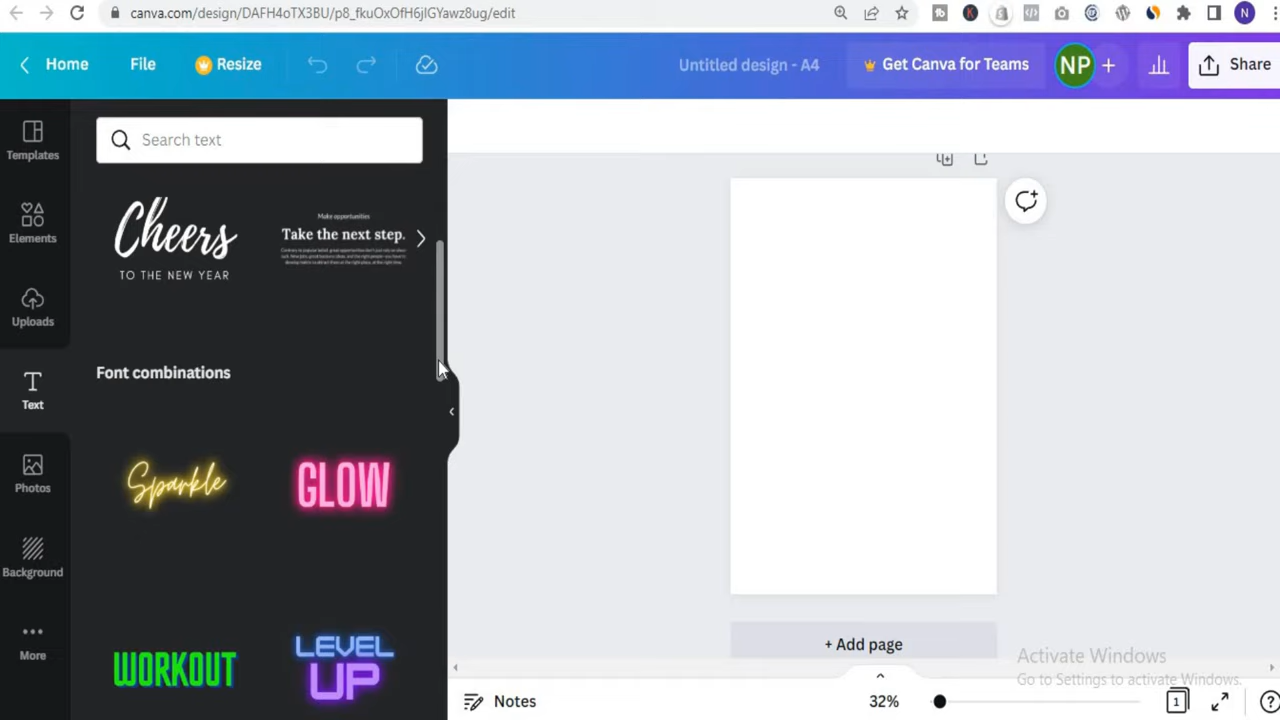 canva.com/design/DAFH4oTX3BU/p8_fkuOxOfH6jlGYawz8ug/edit
N
Home
File
Resize
Untitled design - A4
Get Canva for Teams
NP
+
Share
Templates
Elements
Uploads
Text
Photos
Background
More
Search text
Cheers
TO THE NEW YEAR
Make opportunities
Take the next step.
Font combinations
Sparkle
GLOW
WORKOUT
LEVEL
UP
+ Add page
Activate Windows
Go to Settings to activate Windows.
Notes
32%
1
?